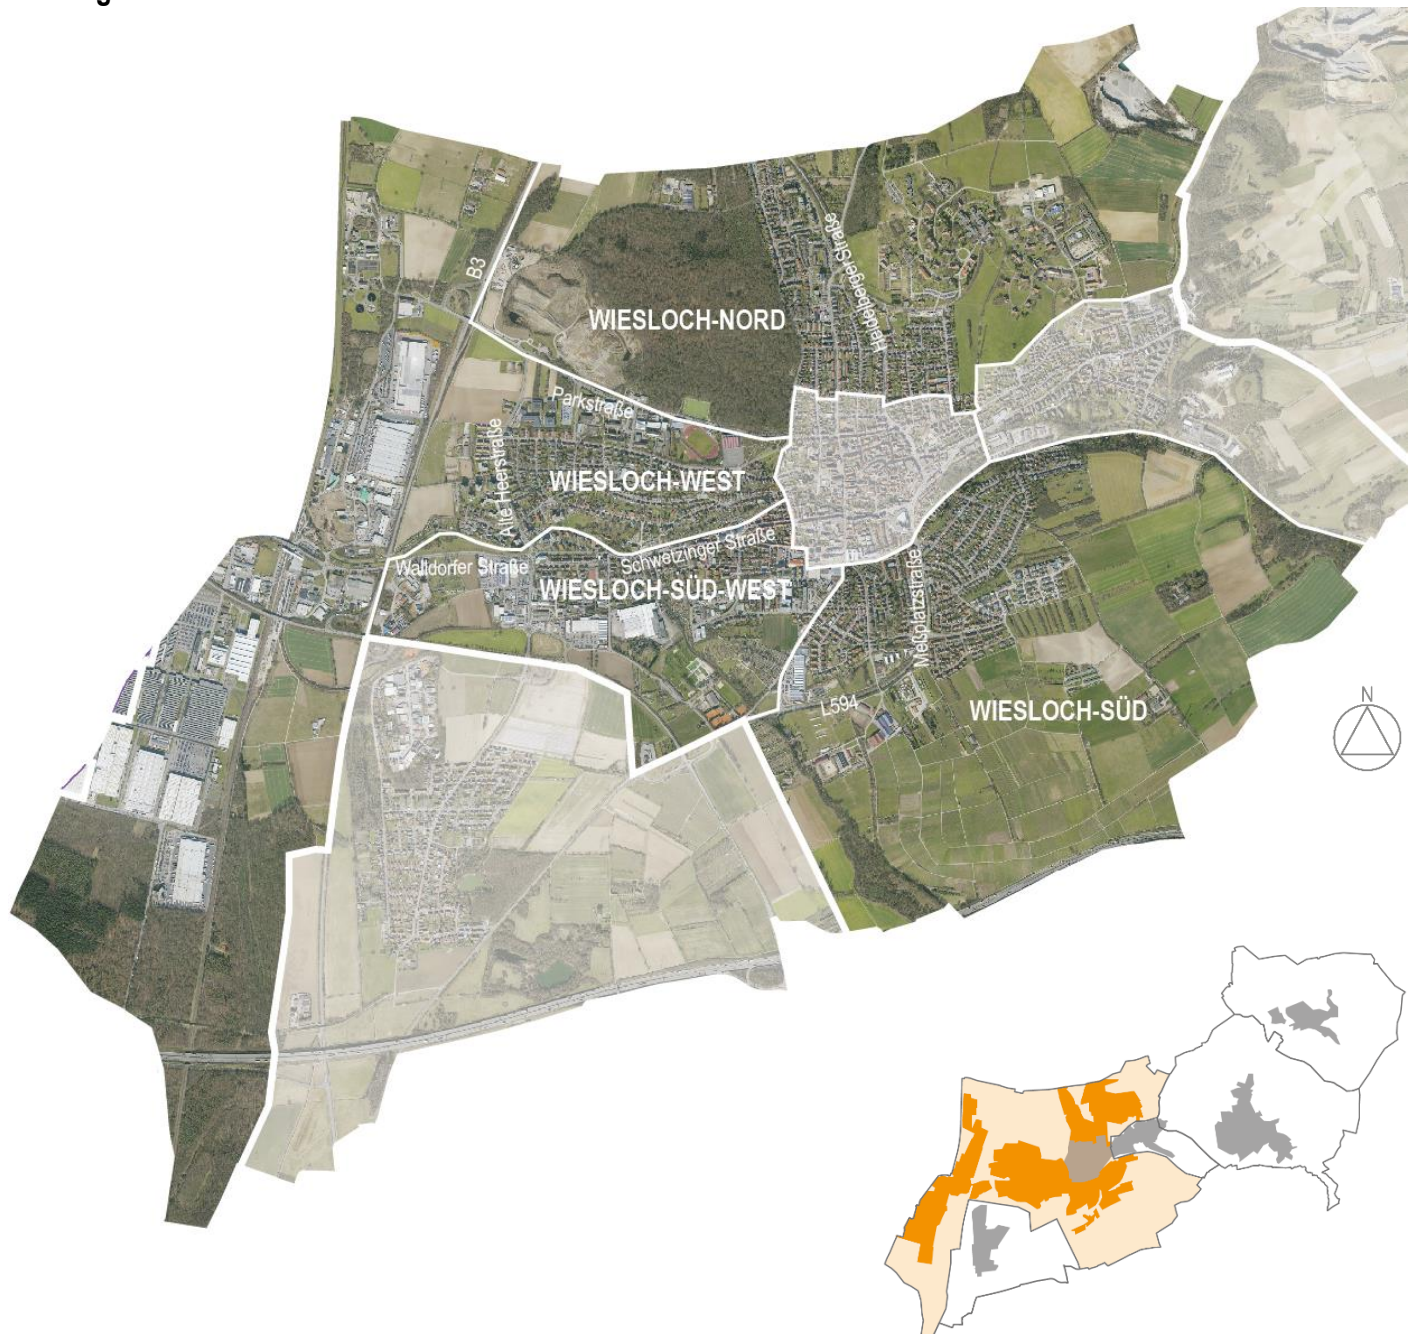 Heidelberger Straße
B3
WIESLOCH-NORD
Parkstraße
Alte Heerstraße
WIESLOCH-WEST
Schwetzinger Straße
Walldorfer Straße
WIESLOCH-SÜD-WEST
Meßplatzstraße
L594
WIESLOCH-SÜD
N